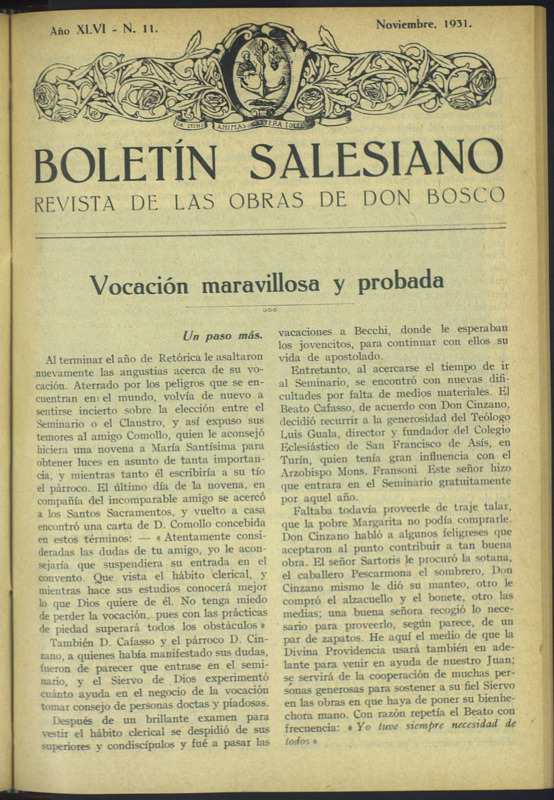 Año XLVI - N. 11.
Noviembre, 1931.
DA MIHI ANIMAS CÆTERA TOLLE
BOLETÍN SALESIANO
REVISTA DE LAS OBRAS DE DON BOSCO
Vocación maravillosa y probada
Un paso más.
Al terminar el año de Retórica le asaltaron
nuevamente las angustias acerca de su vo-
cación. Aterrado por los peligros que se en-
cuentran en el mundo, volvía de nuevo a
sentirse incierto sobre la elección entre el
Seminario o el Claustro, y así expuso sus
temores al amigo Comollo, quien le aconsejó
hiciera una novena a María Santísima para
obtener luces en asunto de tanta importan-
cia, y mientras tanto él escribiría a su tío
el párroco. El último día de la novena, en
compañía del incomparable amigo se acercó
a los Santos Sacramentos, y vuelto a casa
encontró una carta de D. Comollo concebida
en estos términos: — « Atentamente consi-
deradas las dudas de tu amigo, yo le acon-
sejaría que suspendiera su entrada en el
convento. Que vista el hábito clerical, y
mientras hace sus estudios conocerá mejor
lo que Dios quiere de él. No tenga miedo
de perder la vocación, pues con las prácticas
de piedad superará todos los obstáculos »
También D. Cafasso y el párroco D. Cin-
zano, a quienes había manifestado sus dudas,
fueron de parecer que entrase en el semi-
nario, y el Siervo de Dios experimentó
cuánto ayuda en el negocio de la vocación
tomar consejo de personas doctas y piadosas.
Después de un brillante examen para
vestir el hábito clerical se despidió de sus
superiores y condiscípulos y fué a pasar las
vacaciones a Becchi, donde le esperaban
los jovencitos, para continuar con ellos su
vida de apostolado.
Entretanto, al acercarse el tiempo de ir
al Seminario, se encontró con nuevas difi-
cultades por falta de medios materiales. El
Beato Cafasso, de acuerdo con Don Cinzano,
decidió recurrir a la generosidad del Teólogo
Luis Guala, director y fundador del Colegio
Eclesiástico de San Francisco de Asís, en
Turín, quien tenía gran influencia con el
Arzobispo Mons. Fransoni. Este señor hizo
que entrara en el Seminario gratuitamente
por aquel año.
Faltaba todavía proveerle de traje talar,
que la pobre Margarita no podía comprarle.
Don Cinzano habló a algunos feligreses que
aceptaron al punto contribuir a tan buena
obra. El señor Sartoris le procuró la sotana,
el caballero Pescarmona el sombrero, Don
Cinzano mismo le dió su manteo, otro le
compró el alzacuello y el bonete, otro las
medias; una buena señora recogió lo nece-
sario para proveerlo, según parece, de un
par de zapatos. He aquí el medio de que la
Divina Providencia usará también en ade-
lante para venir en ayuda de nuestro Juan;
se servirá de la cooperación de muchas per-
sonas generosas para sostener a su fiel Siervo
en las obras en que haya de poner su bienhe-
chora mano. Con razón repetía el Beato con
frecuencia: « Yo tuve siempre necesidad de
todos »